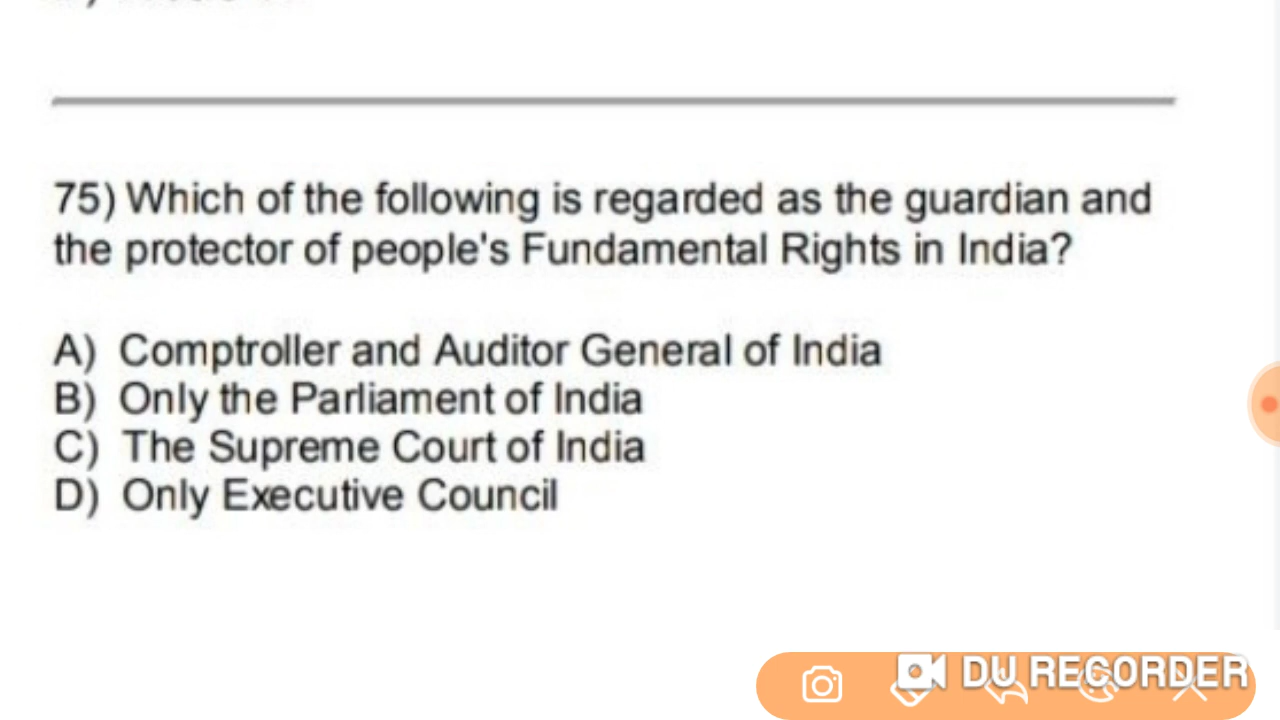 75) Which of the following is regarded as the guardian and
the protector of people's Fundamental Rights in India?
A) Comptroller and Auditor General of India
B) Only the Parliament of India
C) The Supreme Court of India
D) Only Executive Council
DU RECORDER